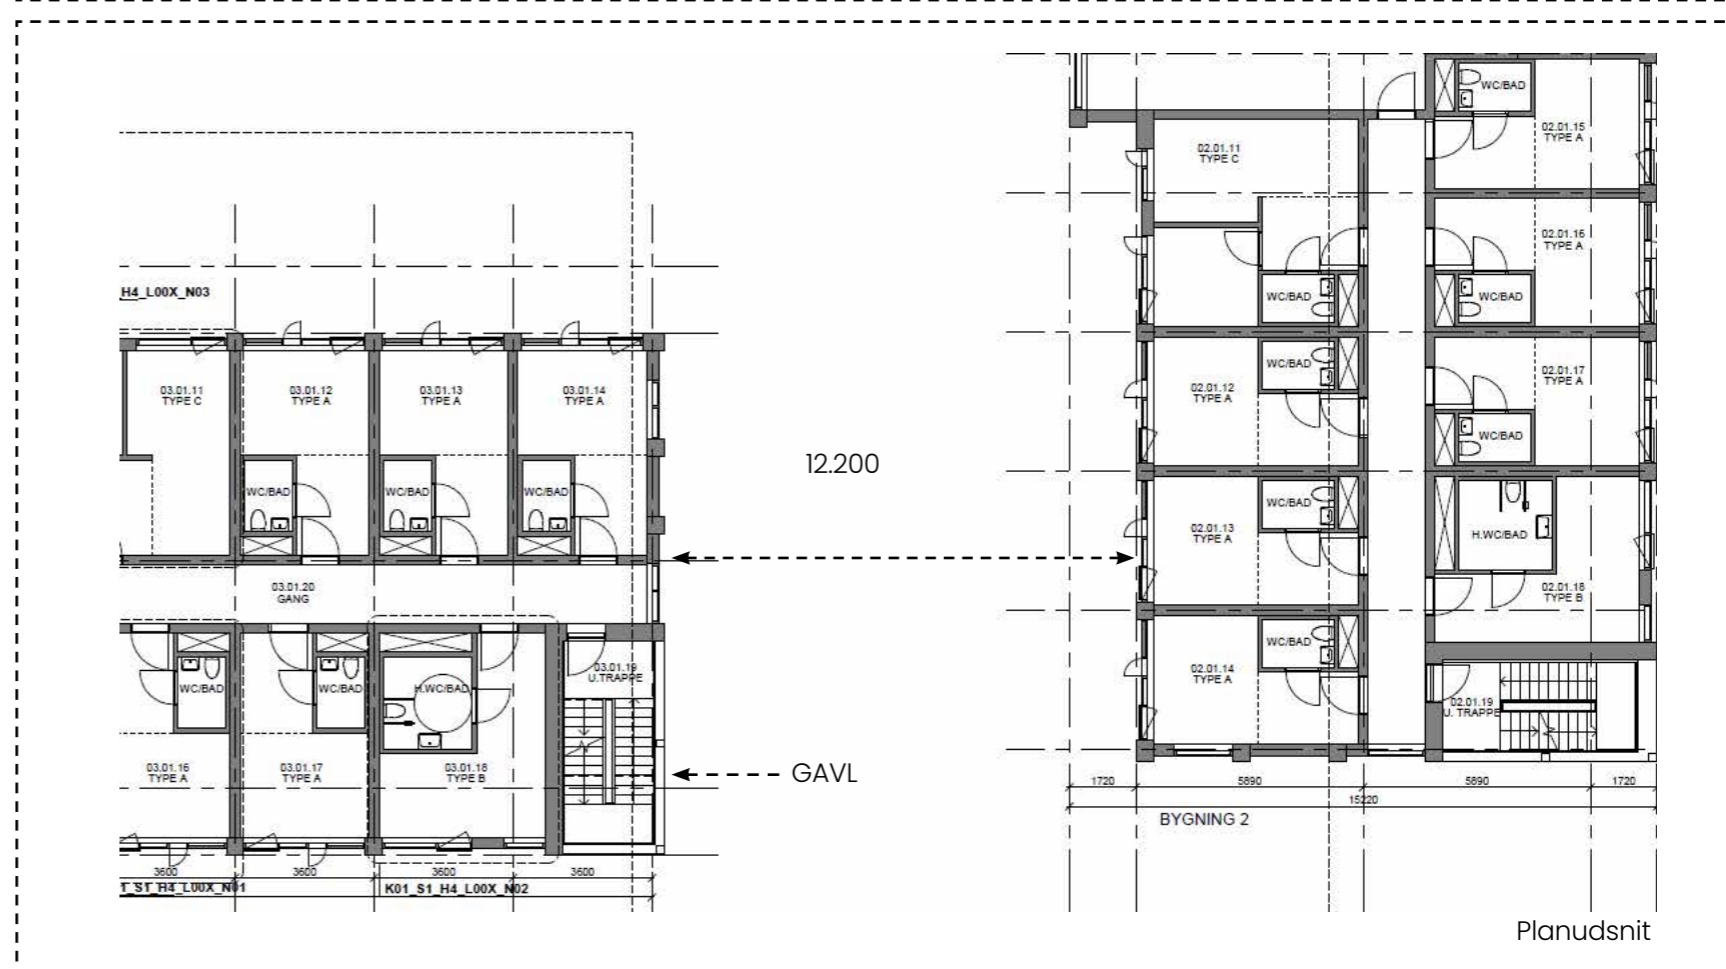 H4_L00X_N03
03.01.11
TYPE C
03.01.12
TYPE A
03.01.13
TYPE A
03.01.14
TYPE A
WC/BAD
WC/BAD
WC/BAD
03.01.20
GANG
WC/BAD
WC/BAD
H.WC/BAD
03.01.19
U.TRAPPE
03.01.16
TYPE A
03.01.17
TYPE A
03.01.18
TYPE B
3600
3600
3600
3600
S1_H4_L00X_N01
K01_S1_H4_L00X_N02
12.200
GAVL
WC/BAD
02.01.15
TYPE A
02.01.11
TYPE C
02.01.16
TYPE A
WC/BAD
WC/BAD
WC/BAD
02.01.17
TYPE A
02.01.12
TYPE A
WC/BAD
WC/BAD
02.01.13
TYPE A
H.WC/BAD
02.01.18
TYPE B
WC/BAD
02.01.14
TYPE A
02.01.19
U. TRAPPE
1720
5890
5890
1720
15220
BYGNING 2
Planudsnit